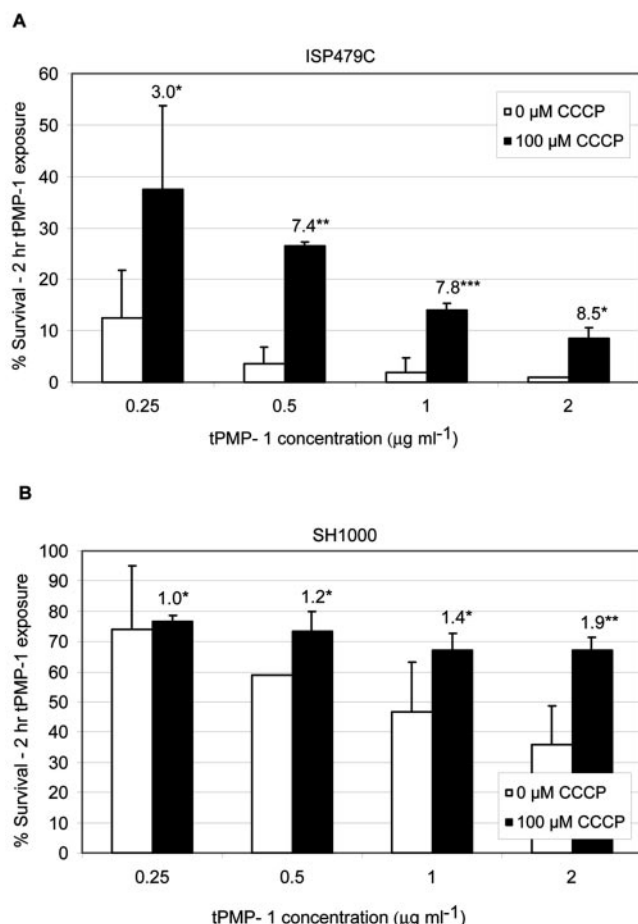 A
ISP479C
60
50
40
30
20
10
0
% Survival - 2 hr tPMP-1 exposure
3.0*
7.4**
7.8***
8.5*
0 µM CCCP
100 µM CCCP
0.25 0.5 1 2
tPMP- 1 concentration (µg ml⁻¹)
B
SH1000
100
90
80
70
60
50
40
30
20
10
0
% Survival - 2 hr tPMP-1 exposure
1.0*
1.2*
1.4*
1.9**
0 µM CCCP
100 µM CCCP
0.25 0.5 1 2
tPMP- 1 concentration (µg ml⁻¹)